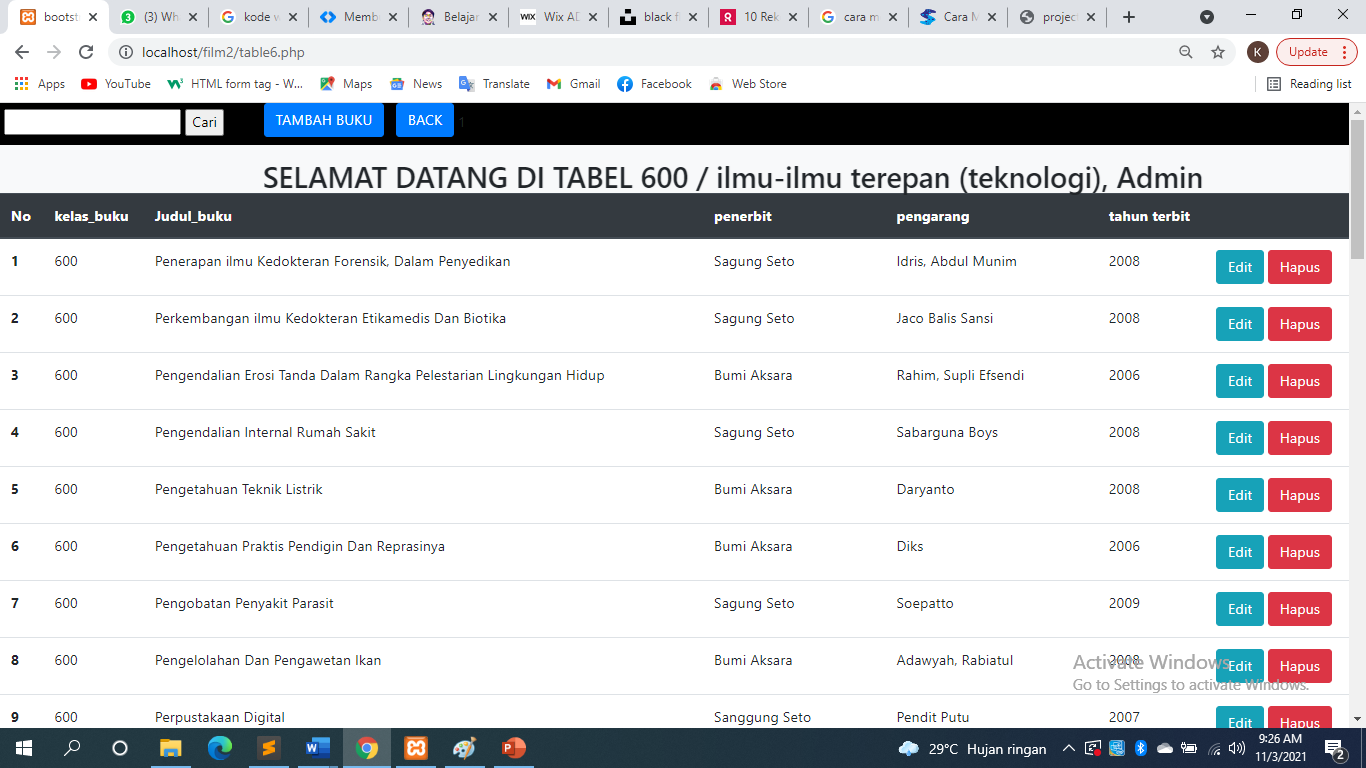 bootst (3) Wh kode v Memb Belajar WIX Wix AD black f 10 Rek cara m Cara M project
localhost/film2/table6.php K Update
Apps YouTube HTML form tag - W... Maps News Translate Gmail Facebook Web Store Reading list
Cari TAMBAH BUKU BACK 1
SELAMAT DATANG DI TABEL 600 / ilmu-ilmu terepan (teknologi), Admin
No kelas_buku Judul_buku penerbit pengarang tahun terbit
1 600 Penerapan ilmu Kedokteran Forensik, Dalam Penyedikan Sagung Seto Idris, Abdul Munim 2008 Edit Hapus
2 600 Perkembangan ilmu Kedokteran Etikamedis Dan Biotika Sagung Seto Jaco Balis Sansi 2008 Edit Hapus
3 600 Pengendalian Erosi Tanda Dalam Rangka Pelestarian Lingkungan Hidup Bumi Aksara Rahim, Supli Efsendi 2006 Edit Hapus
4 600 Pengendalian Internal Rumah Sakit Sagung Seto Sabarguna Boys 2008 Edit Hapus
5 600 Pengetahuan Teknik Listrik Bumi Aksara Daryanto 2008 Edit Hapus
6 600 Pengetahuan Praktis Pendigin Dan Reprasinya Bumi Aksara Diks 2006 Edit Hapus
7 600 Pengobatan Penyakit Parasit Sagung Seto Soepatto 2009 Edit Hapus
8 600 Pengelolahan Dan Pengawetan Ikan Bumi Aksara Adawyah, Rabiatul 2008 Edit Hapus
Activate Windows
Go to Settings to activate Windows.
9 600 Perpustakaan Digital Sanggung Seto Pendit Putu 2007 Edit Hapus
29°C Hujan ringan 9:26 AM
11/3/2021 2